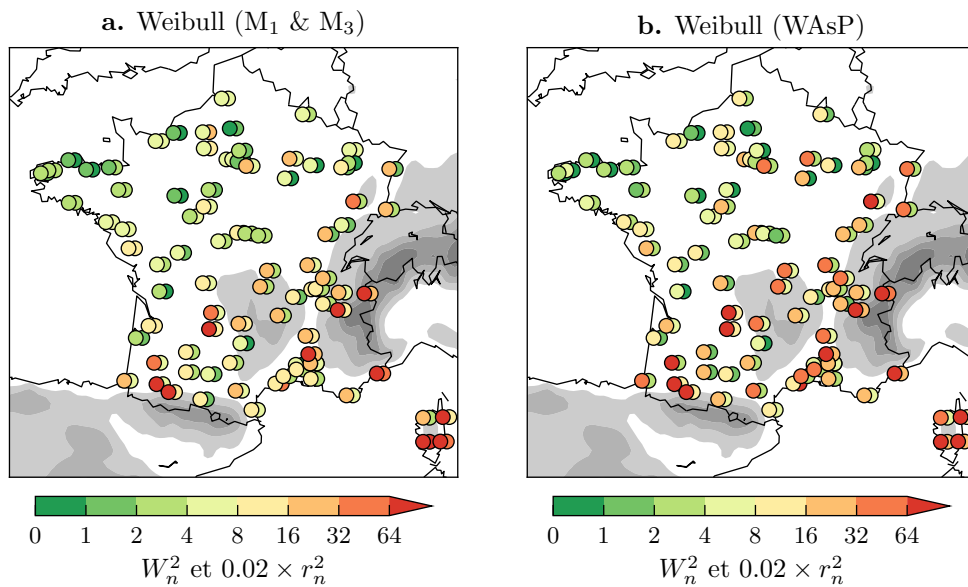 a. Weibull (M₁ & M₃)
b. Weibull (WAsP)
0 1 2 4 8 16 32 64
W²ₙ et 0.02 × r²ₙ
0 1 2 4 8 16 32 64
W²ₙ et 0.02 × r²ₙ